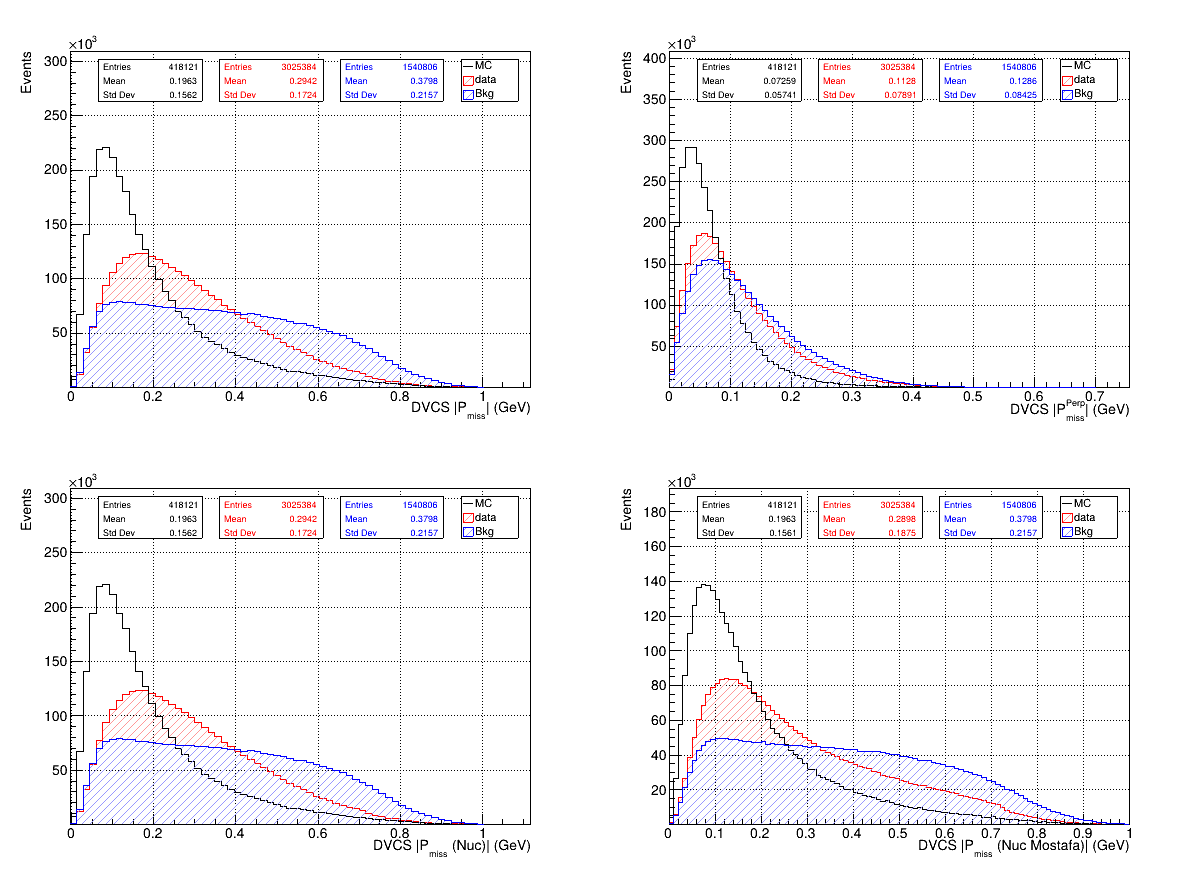 ×10³
Events
300
250
200
150
100
50
0 0.2 0.4 0.6 0.8 1
DVCS |P_miss| (GeV)
Entries 418121
Mean 0.1963
Std Dev 0.1562
Entries 3025384
Mean 0.2942
Std Dev 0.1724
Entries 1540806
Mean 0.3798
Std Dev 0.2157
MC
data
Bkg
×10³
Events
400
350
300
250
200
150
100
50
0 0.1 0.2 0.3 0.4 0.5 0.6 0.7
DVCS |P_miss^Perp| (GeV)
Entries 418121
Mean 0.07259
Std Dev 0.05741
Entries 3025384
Mean 0.1128
Std Dev 0.07891
Entries 1540806
Mean 0.1286
Std Dev 0.08425
MC
data
Bkg
×10³
Events
300
250
200
150
100
50
0 0.2 0.4 0.6 0.8 1
DVCS |P_miss (Nuc)| (GeV)
Entries 418121
Mean 0.1963
Std Dev 0.1562
Entries 3025384
Mean 0.2942
Std Dev 0.1724
Entries 1540806
Mean 0.3798
Std Dev 0.2157
MC
data
Bkg
×10³
Events
180
160
140
120
100
80
60
40
20
0 0.1 0.2 0.3 0.4 0.5 0.6 0.7 0.8 0.9 1
DVCS |P_miss (Nuc Mostafa)| (GeV)
Entries 418121
Mean 0.1963
Std Dev 0.1561
Entries 3025384
Mean 0.2898
Std Dev 0.1875
Entries 1540806
Mean 0.3798
Std Dev 0.2157
MC
data
Bkg